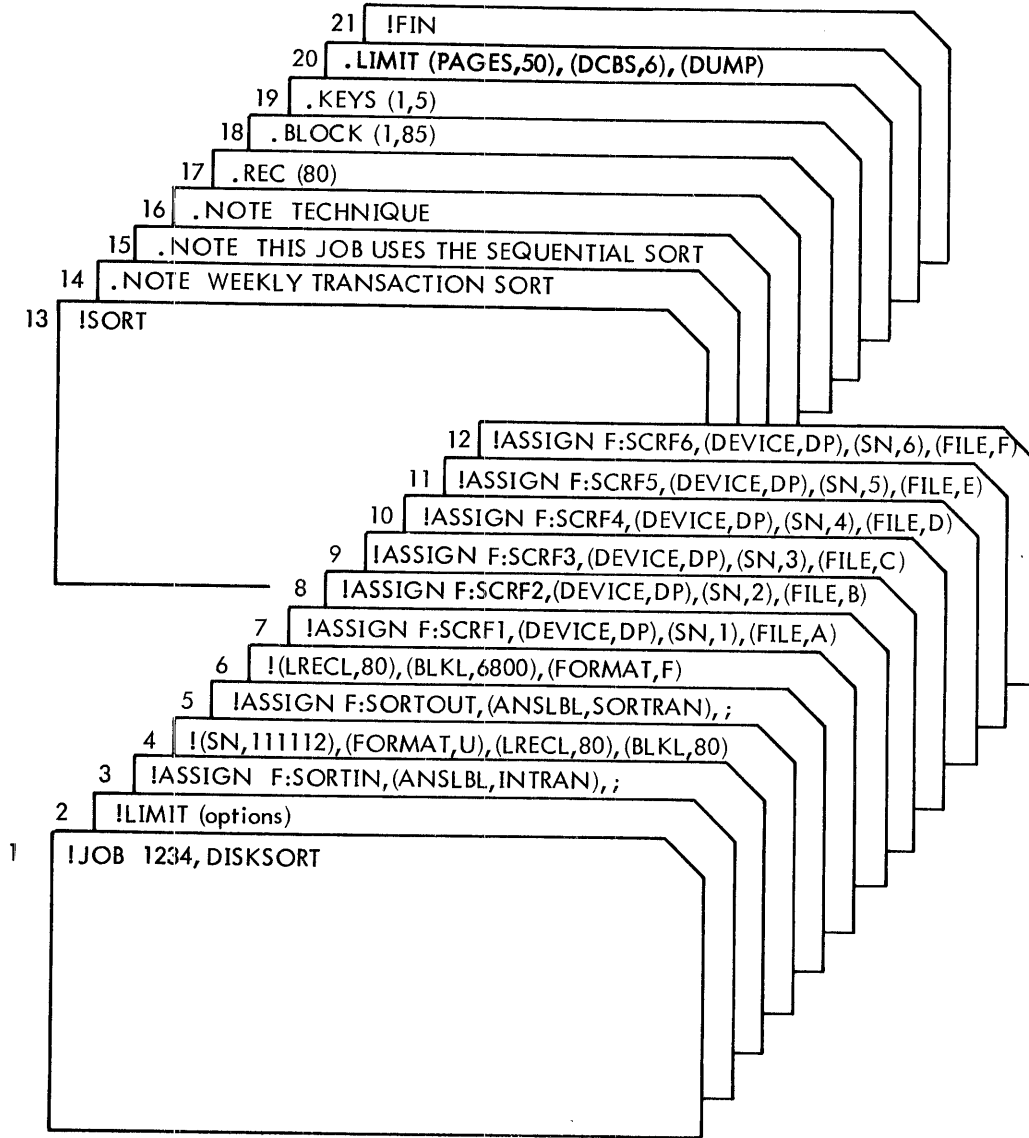 21 !FIN
20 .LIMIT (PAGES,50), (DCBS,6), (DUMP)
19 .KEYS (1,5)
18 .BLOCK (1,85)
17 .REC (80)
16 .NOTE TECHNIQUE
15 .NOTE THIS JOB USES THE SEQUENTIAL SORT
14 .NOTE WEEKLY TRANSACTION SORT
13 !SORT
12 !ASSIGN F:SCRF6,(DEVICE,DP),(SN,6),(FILE,F)
11 !ASSIGN F:SCRF5,(DEVICE,DP),(SN,5),(FILE,E)
10 !ASSIGN F:SCRF4,(DEVICE,DP),(SN,4),(FILE,D)
9 !ASSIGN F:SCRF3,(DEVICE,DP),(SN,3),(FILE,C)
8 !ASSIGN F:SCRF2,(DEVICE,DP),(SN,2),(FILE,B)
7 !ASSIGN F:SCRF1,(DEVICE,DP),(SN,1),(FILE,A)
6 !(LRECL,80),(BLKL,6800),(FORMAT,F)
5 !ASSIGN F:SORTOUT,(ANSLBL,SORTRAN),;
4 !(SN,111112),(FORMAT,U),(LRECL,80),(BLKL,80)
3 !ASSIGN F:SORTIN,(ANSLBL,INTRAN),;
2 !LIMIT (options)
1 !JOB 1234,DISKSORT